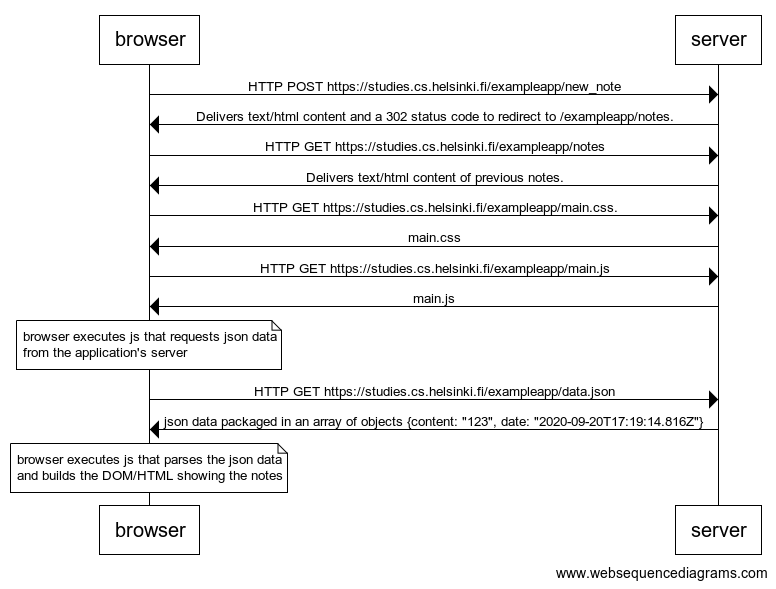 browser
server
HTTP POST https://studies.cs.helsinki.fi/exampleapp/new_note
Delivers text/html content and a 302 status code to redirect to /exampleapp/notes.
HTTP GET https://studies.cs.helsinki.fi/exampleapp/notes
Delivers text/html content of previous notes.
HTTP GET https://studies.cs.helsinki.fi/exampleapp/main.css.
main.css
HTTP GET https://studies.cs.helsinki.fi/exampleapp/main.js
main.js
browser executes js that requests json data
from the application's server
HTTP GET https://studies.cs.helsinki.fi/exampleapp/data.json
json data packaged in an array of objects {content: "123", date: "2020-09-20T17:19:14.816Z"}
browser executes js that parses the json data
and builds the DOM/HTML showing the notes
browser
server
www.websequencediagrams.com